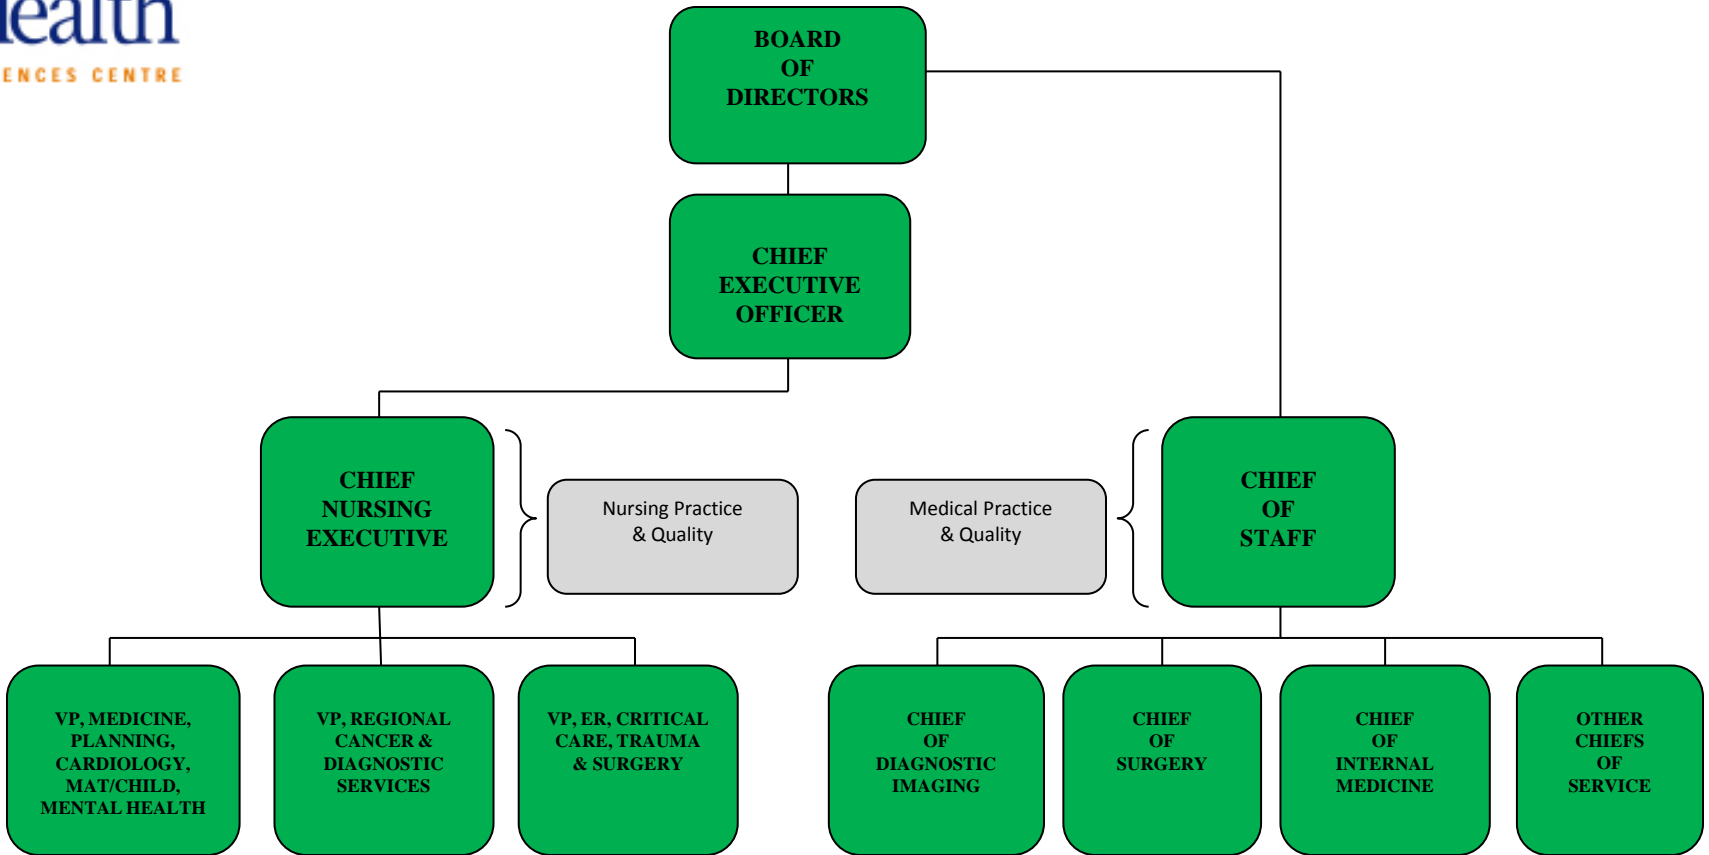 ealth
ENCES CENTRE
BOARD
OF
DIRECTORS
CHIEF
EXECUTIVE
OFFICER
CHIEF
NURSING
EXECUTIVE
Nursing Practice
& Quality
Medical Practice
& Quality
CHIEF
OF
STAFF
VP, MEDICINE,
PLANNING,
CARDIOLOGY,
MAT/CHILD,
MENTAL HEALTH
VP, REGIONAL
CANCER &
DIAGNOSTIC
SERVICES
VP, ER, CRITICAL
CARE, TRAUMA
& SURGERY
CHIEF
OF
DIAGNOSTIC
IMAGING
CHIEF
OF
SURGERY
CHIEF
OF
INTERNAL
MEDICINE
OTHER
CHIEFS
OF
SERVICE